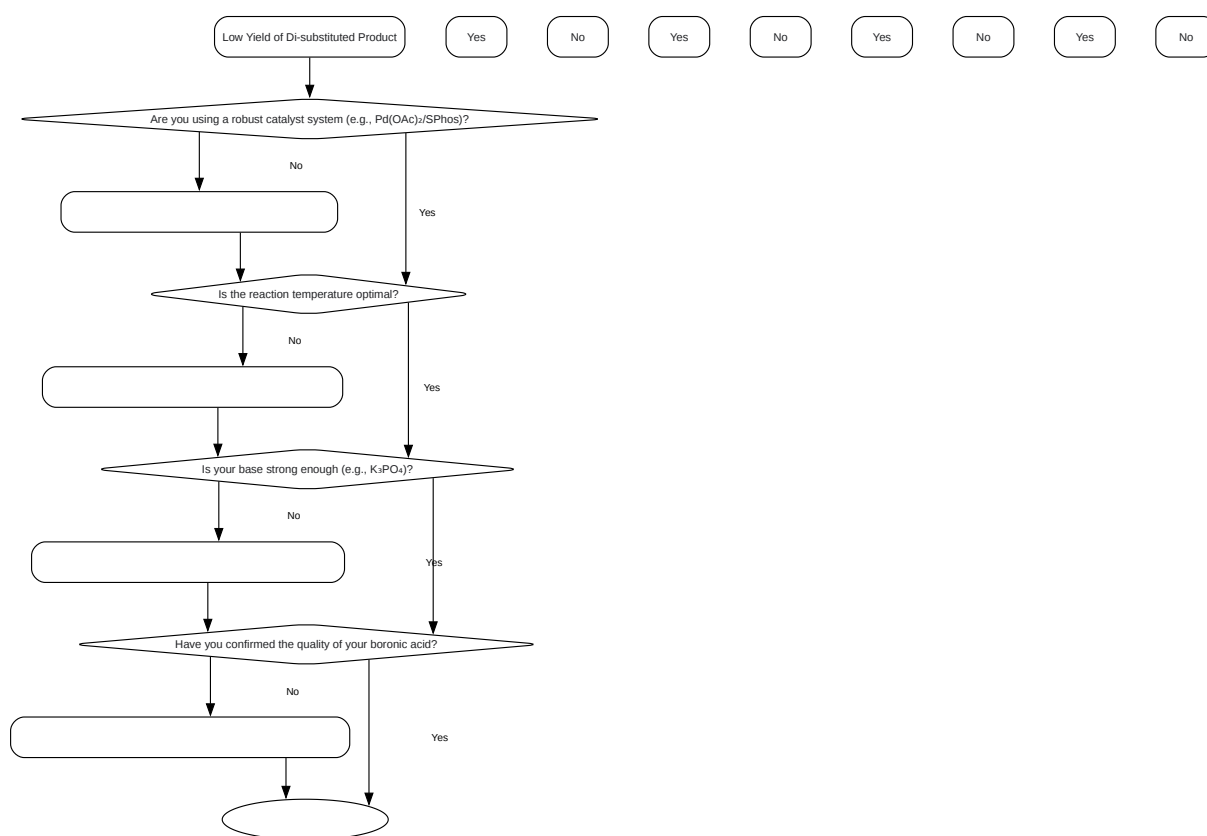 Low Yield of Di-substituted Product
Yes
No
Yes
No
Yes
No
Yes
No
Are you using a robust catalyst system (e.g., Pd(OAc)₂/SPhos)?
No
Yes
Is the reaction temperature optimal?
No
Yes
Is your base strong enough (e.g., K₃PO₄)?
No
Yes
Have you confirmed the quality of your boronic acid?
No
Yes